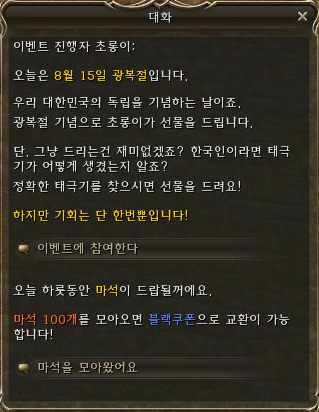 대화
이벤트 진행자 초롱이:
오늘은 8월 15일 광복절입니다.
우리 대한민국의 독립을 기념하는 날이죠.
광복절 기념으로 초롱이가 선물을 드립니다.
단, 그냥 드리는건 재미없겠죠? 한국인이라면 태극
기가 어떻게 생겼는지 알죠?
정확한 태극기를 찾으시면 선물을 드려요!
하지만 기회는 단 한번뿐입니다!
이벤트에 참여한다
오늘 하룻동안 마석이 드랍될꺼에요.
마석 100개를 모아오면 블랙쿠폰으로 교환이 가능
합니다!
마석을 모아왔어요